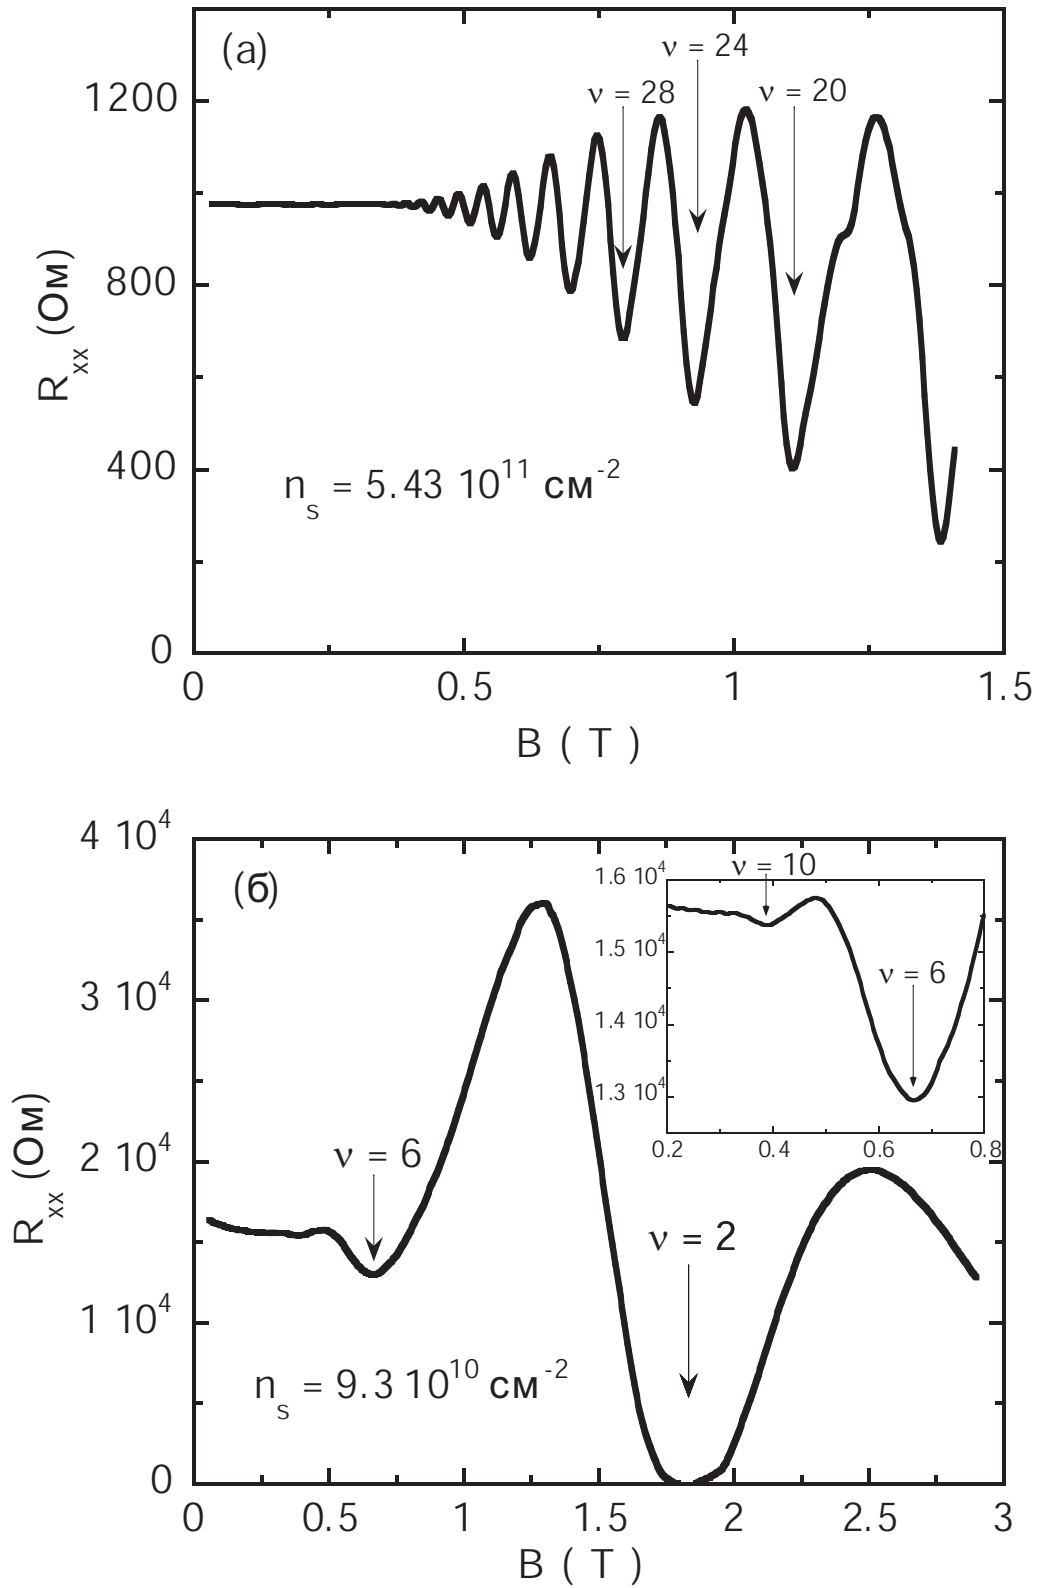 (а)
ν = 24
ν = 28
ν = 20
1200
800
400
0
R_xx (Ом)
n_s = 5.43 10^11 см^-2
0 0.5 1 1.5
B ( T )
4 10^4
3 10^4
2 10^4
1 10^4
0
R_xx (Ом)
(б)
ν = 10
1.6 10^4
1.5 10^4
1.4 10^4
1.3 10^4
ν = 6
0.2 0.4 0.6 0.8
ν = 6
ν = 2
n_s = 9.3 10^10 см^-2
0 0.5 1 1.5 2 2.5 3
B ( T )